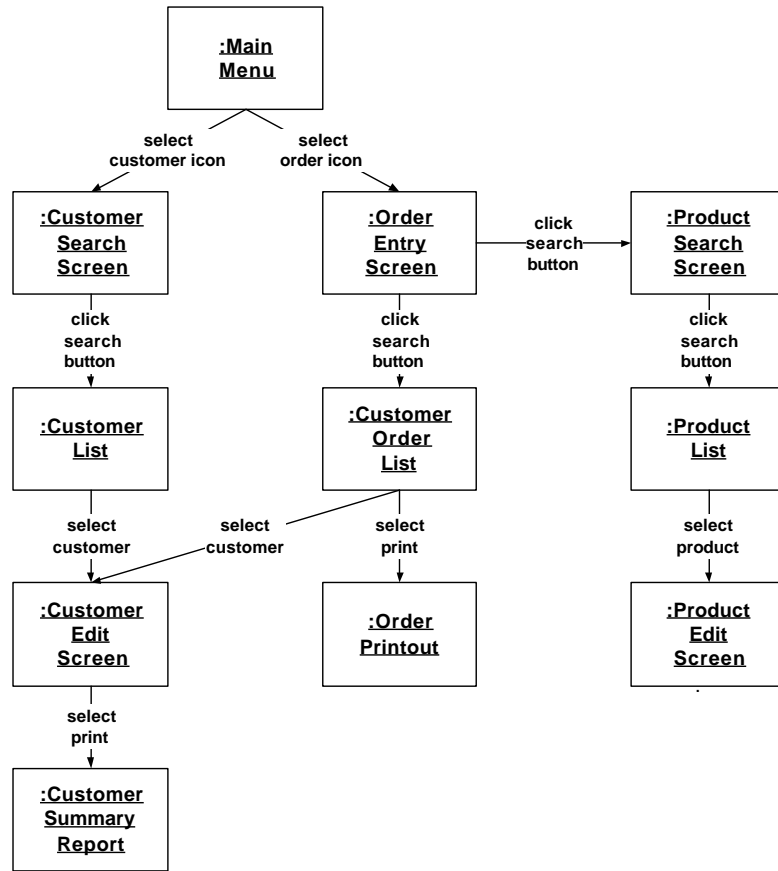 :Main
Menu
select
customer icon
select
order icon
:Customer
Search
Screen
:Order
Entry
Screen
click
search
button
:Product
Search
Screen
click
search
button
click
search
button
click
search
button
:Customer
List
:Customer
Order
List
:Product
List
select
customer
select
customer
select
print
select
product
:Customer
Edit
Screen
:Order
Printout
:Product
Edit
Screen
.
select
print
:Customer
Summary
Report